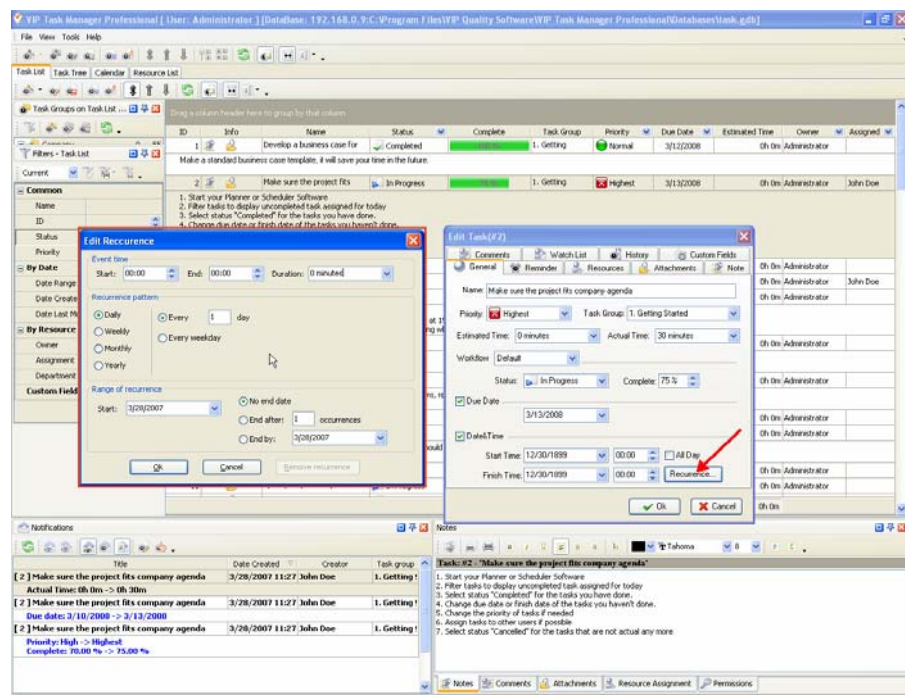 VIP Task Manager Professional [ User: Administrator ] [DataBase: 192.168.0.9:C:\Program Files\VIP Quality Software\VIP Task Manager Professional\Databases\task.gdb]
File View Tools Help
Task List Task Tree Calendar Resource List
Task Groups on Task List ...
Drag a column header here to group by that column
ID Info Name Status Complete Task Group Priority Due Date Estimated Time Owner Assigned
1 Develop a business case for Completed 1. Getting Normal 3/12/2008 0h 0m Administrator
Make a standard business case template, it will save your time in the future.
2 Make sure the project fits In Progress 1. Getting Highest 3/13/2008 0h 0m Administrator John Doe
1. Start your Planner or Scheduler Software
2. Filter tasks to display uncompleted task assigned for today
3. Select status "Completed" for the tasks you have done.
4. Change due date or finish date of the tasks you haven't done.
Filters - Task List
Current
Common
Name
ID
Status
Priority
By Date
Date Range
Date Create
Date Last M
By Resource
Owner
Assignment
Department
Custom Field
Edit Reccurence
Event time
Start: 00:00 End: 00:00 Duration: 0 minutes
Recurrence pattern
Daily Every 1 day
Weekly Every weekday
Monthly
Yearly
Range of recurrence
Start: 3/28/2007 No end date
End after: 1 occurrences
End by: 3/28/2007
Ok Cancel Remove recurrence
Edit Task(#2)
Comments Watch List History Custom Fields
General Reminder Resources Attachments Note
Name: Make sure the project fits company agenda
Priority: Highest Task Group: 1. Getting Started
Estimated Time: 0 minutes Actual Time: 30 minutes
Workflow Default
Status: In Progress Complete: 75 %
Due Date
3/13/2008
Date&Time
Start Time: 12/30/1899 00:00 All Day
Finish Time: 12/30/1899 00:00 Recurrence...
Ok Cancel
0h 0m Administrator
0h 0m Administrator John Doe
0h 0m Administrator
0h 0m Administrator
0h 0m Administrator
0h 0m Administrator
0h 0m Administrator
0h 0m Administrator
0h 0m Administrator
0h 0m
Notifications
Title Date Created Creator Task group
[ 2 ] Make sure the project fits company agenda 3/28/2007 11:27 John Doe 1. Getting
Actual Time: 0h 0m -> 0h 30m
[ 2 ] Make sure the project fits company agenda 3/28/2007 11:27 John Doe 1. Getting
Due date: 3/10/2008 -> 3/13/2008
[ 2 ] Make sure the project fits company agenda 3/28/2007 11:27 John Doe 1. Getting
Priority: High -> Highest
Complete: 70.00 % -> 75.00 %
Notes
Tahoma 8
Task: #2 - 'Make sure the project fits company agenda'
1. Start your Planner or Scheduler Software
2. Filter tasks to display uncompleted task assigned for today
3. Select status "Completed" for the tasks you have done.
4. Change due date or finish date of the tasks you haven't done.
5. Change the priority of tasks if needed
6. Assign tasks to other users if possible
7. Select status "Cancelled" for the tasks that are not actual any more
Notes Comments Attachments Resource Assignment Permissions